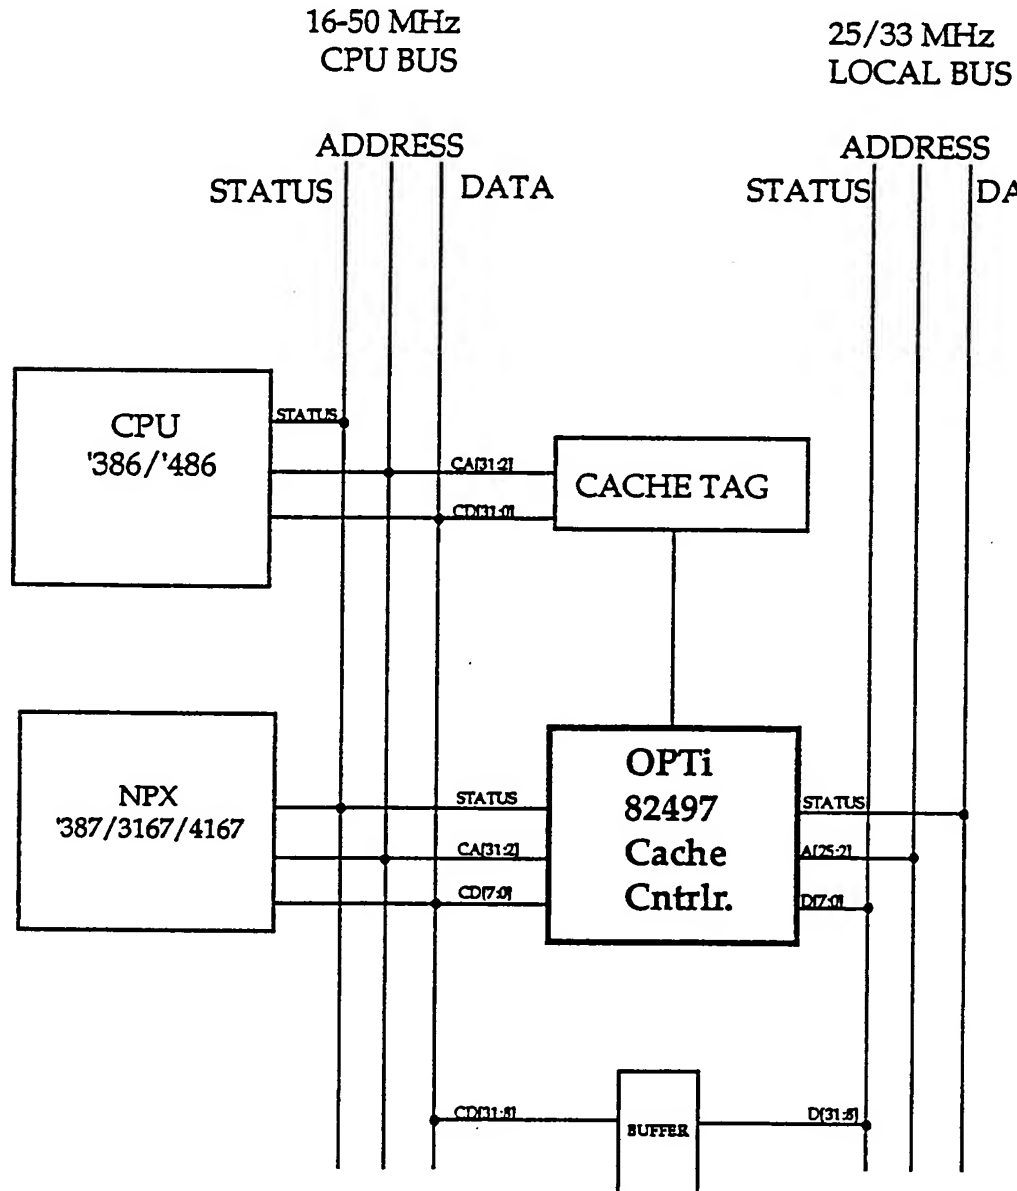 16-50 MHz
CPU BUS
25/33 MHz
LOCAL BUS
ADDRESS
STATUS
DATA
ADDRESS
STATUS
DA
CPU
'386/'486
STATUS
CA[31:2]
CD[31:0]
CACHE TAG
NPX
'387/3167/4167
STATUS
CA[31:2]
CD[7:0]
OPTi
82497
Cache
Cntrlr.
STATUS
A[25:2]
D[7:0]
CD[31:8]
BUFFER
D[31:8]